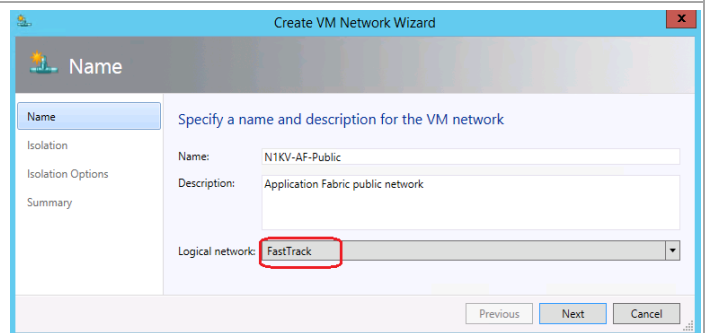 Create VM Network Wizard
x
Name
Name
Isolation
Isolation Options
Summary
Specify a name and description for the VM network
Name: N1KV-AF-Public
Description: Application Fabric public network
Logical network: FastTrack
Previous Next Cancel